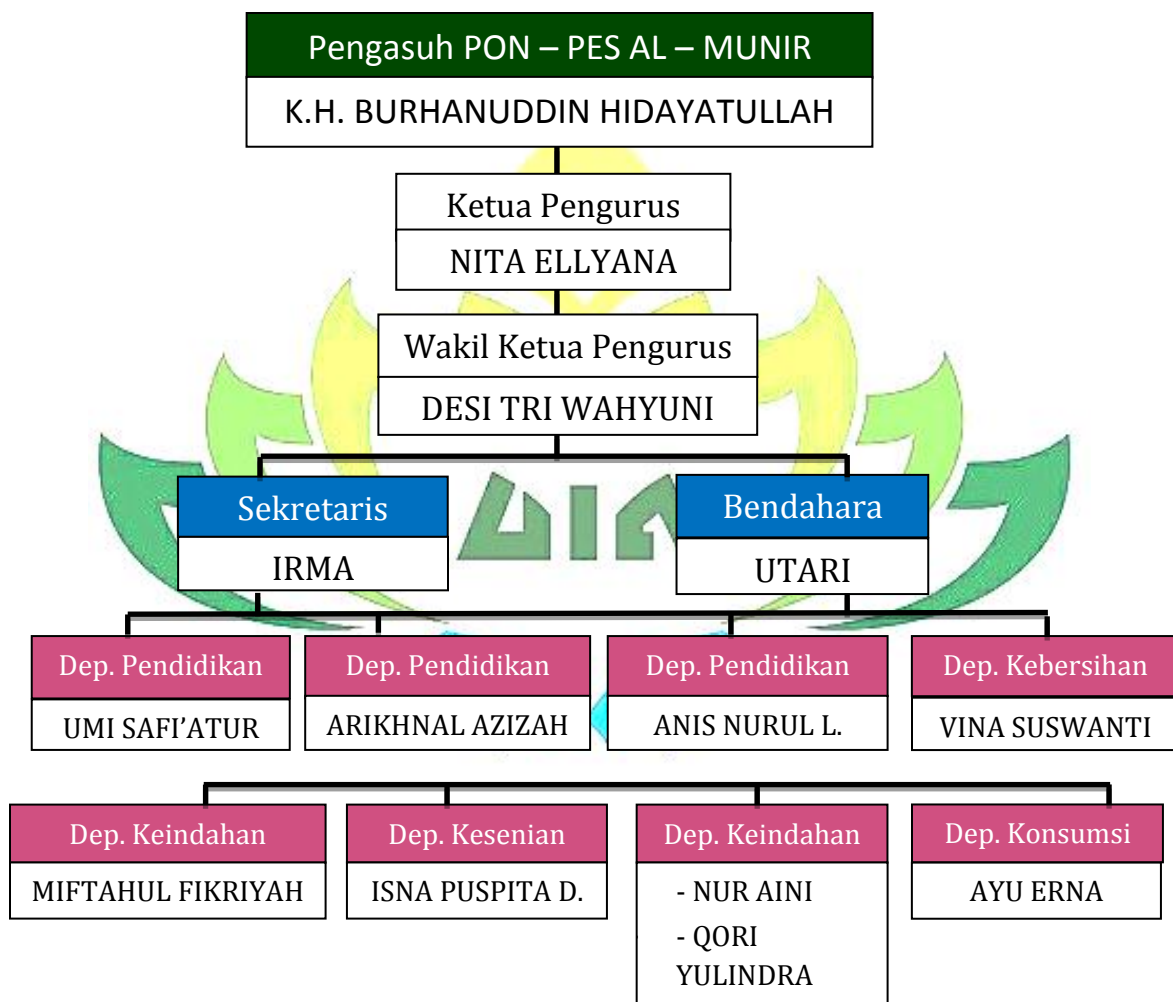 Pengasuh PON – PES AL – MUNIR
K.H. BURHANUDDIN HIDAYATULLAH
Ketua Pengurus
NITA ELLYANA
Wakil Ketua Pengurus
DESI TRI WAHYUNI
Sekretaris
IRMA
Bendahara
UTARI
Dep. Pendidikan
UMI SAFI’ATUR
Dep. Pendidikan
ARIKHNAL AZIZAH
Dep. Pendidikan
ANIS NURUL L.
Dep. Kebersihan
VINA SUSWANTI
Dep. Keindahan
MIFTAHUL FIKRIYAH
Dep. Kesenian
ISNA PUSPITA D.
Dep. Keindahan
- NUR AINI
- QORI
YULINDRA
Dep. Konsumsi
AYU ERNA